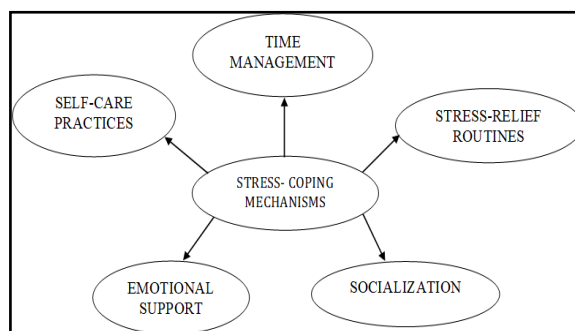 TIME
MANAGEMENT
SELF-CARE
PRACTICES
STRESS-RELIEF
ROUTINES
STRESS- COPING
MECHANISMS
EMOTIONAL
SUPPORT
SOCIALIZATION